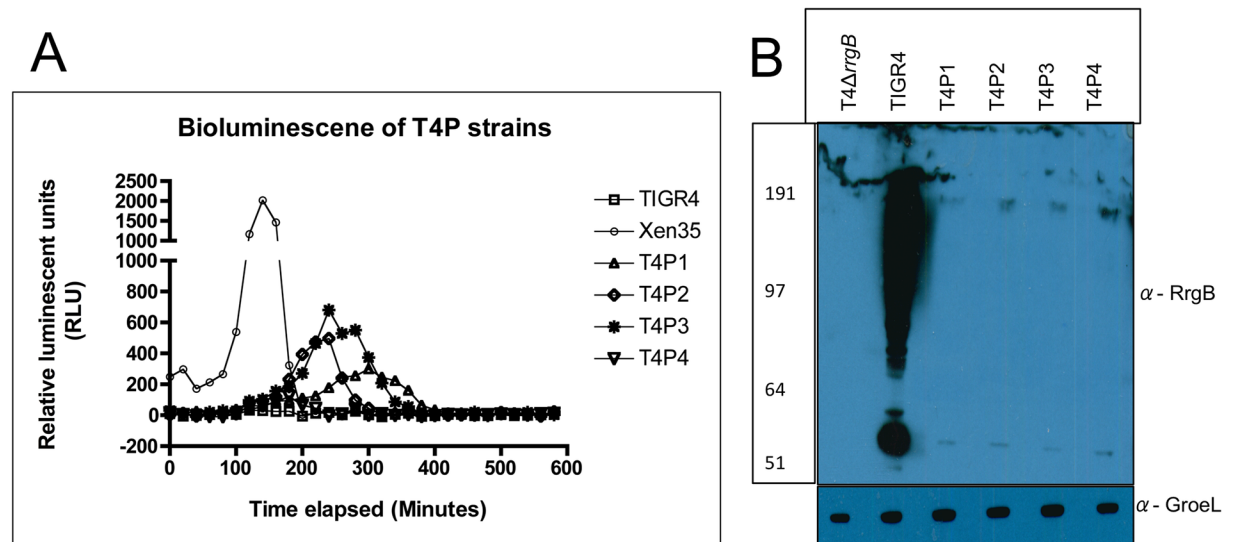 A
Bioluminescene of T4P strains
Relative luminescent units
(RLU)
2500
2000
1500
1000
1000
800
600
400
200
0
-200
0 100 200 300 400 500 600
Time elapsed (Minutes)
TIGR4
Xen35
T4P1
T4P2
T4P3
T4P4
B
T4ΔrrgB
TIGR4
T4P1
T4P2
T4P3
T4P4
191
97
64
51
α - RrgB
α - GroeL